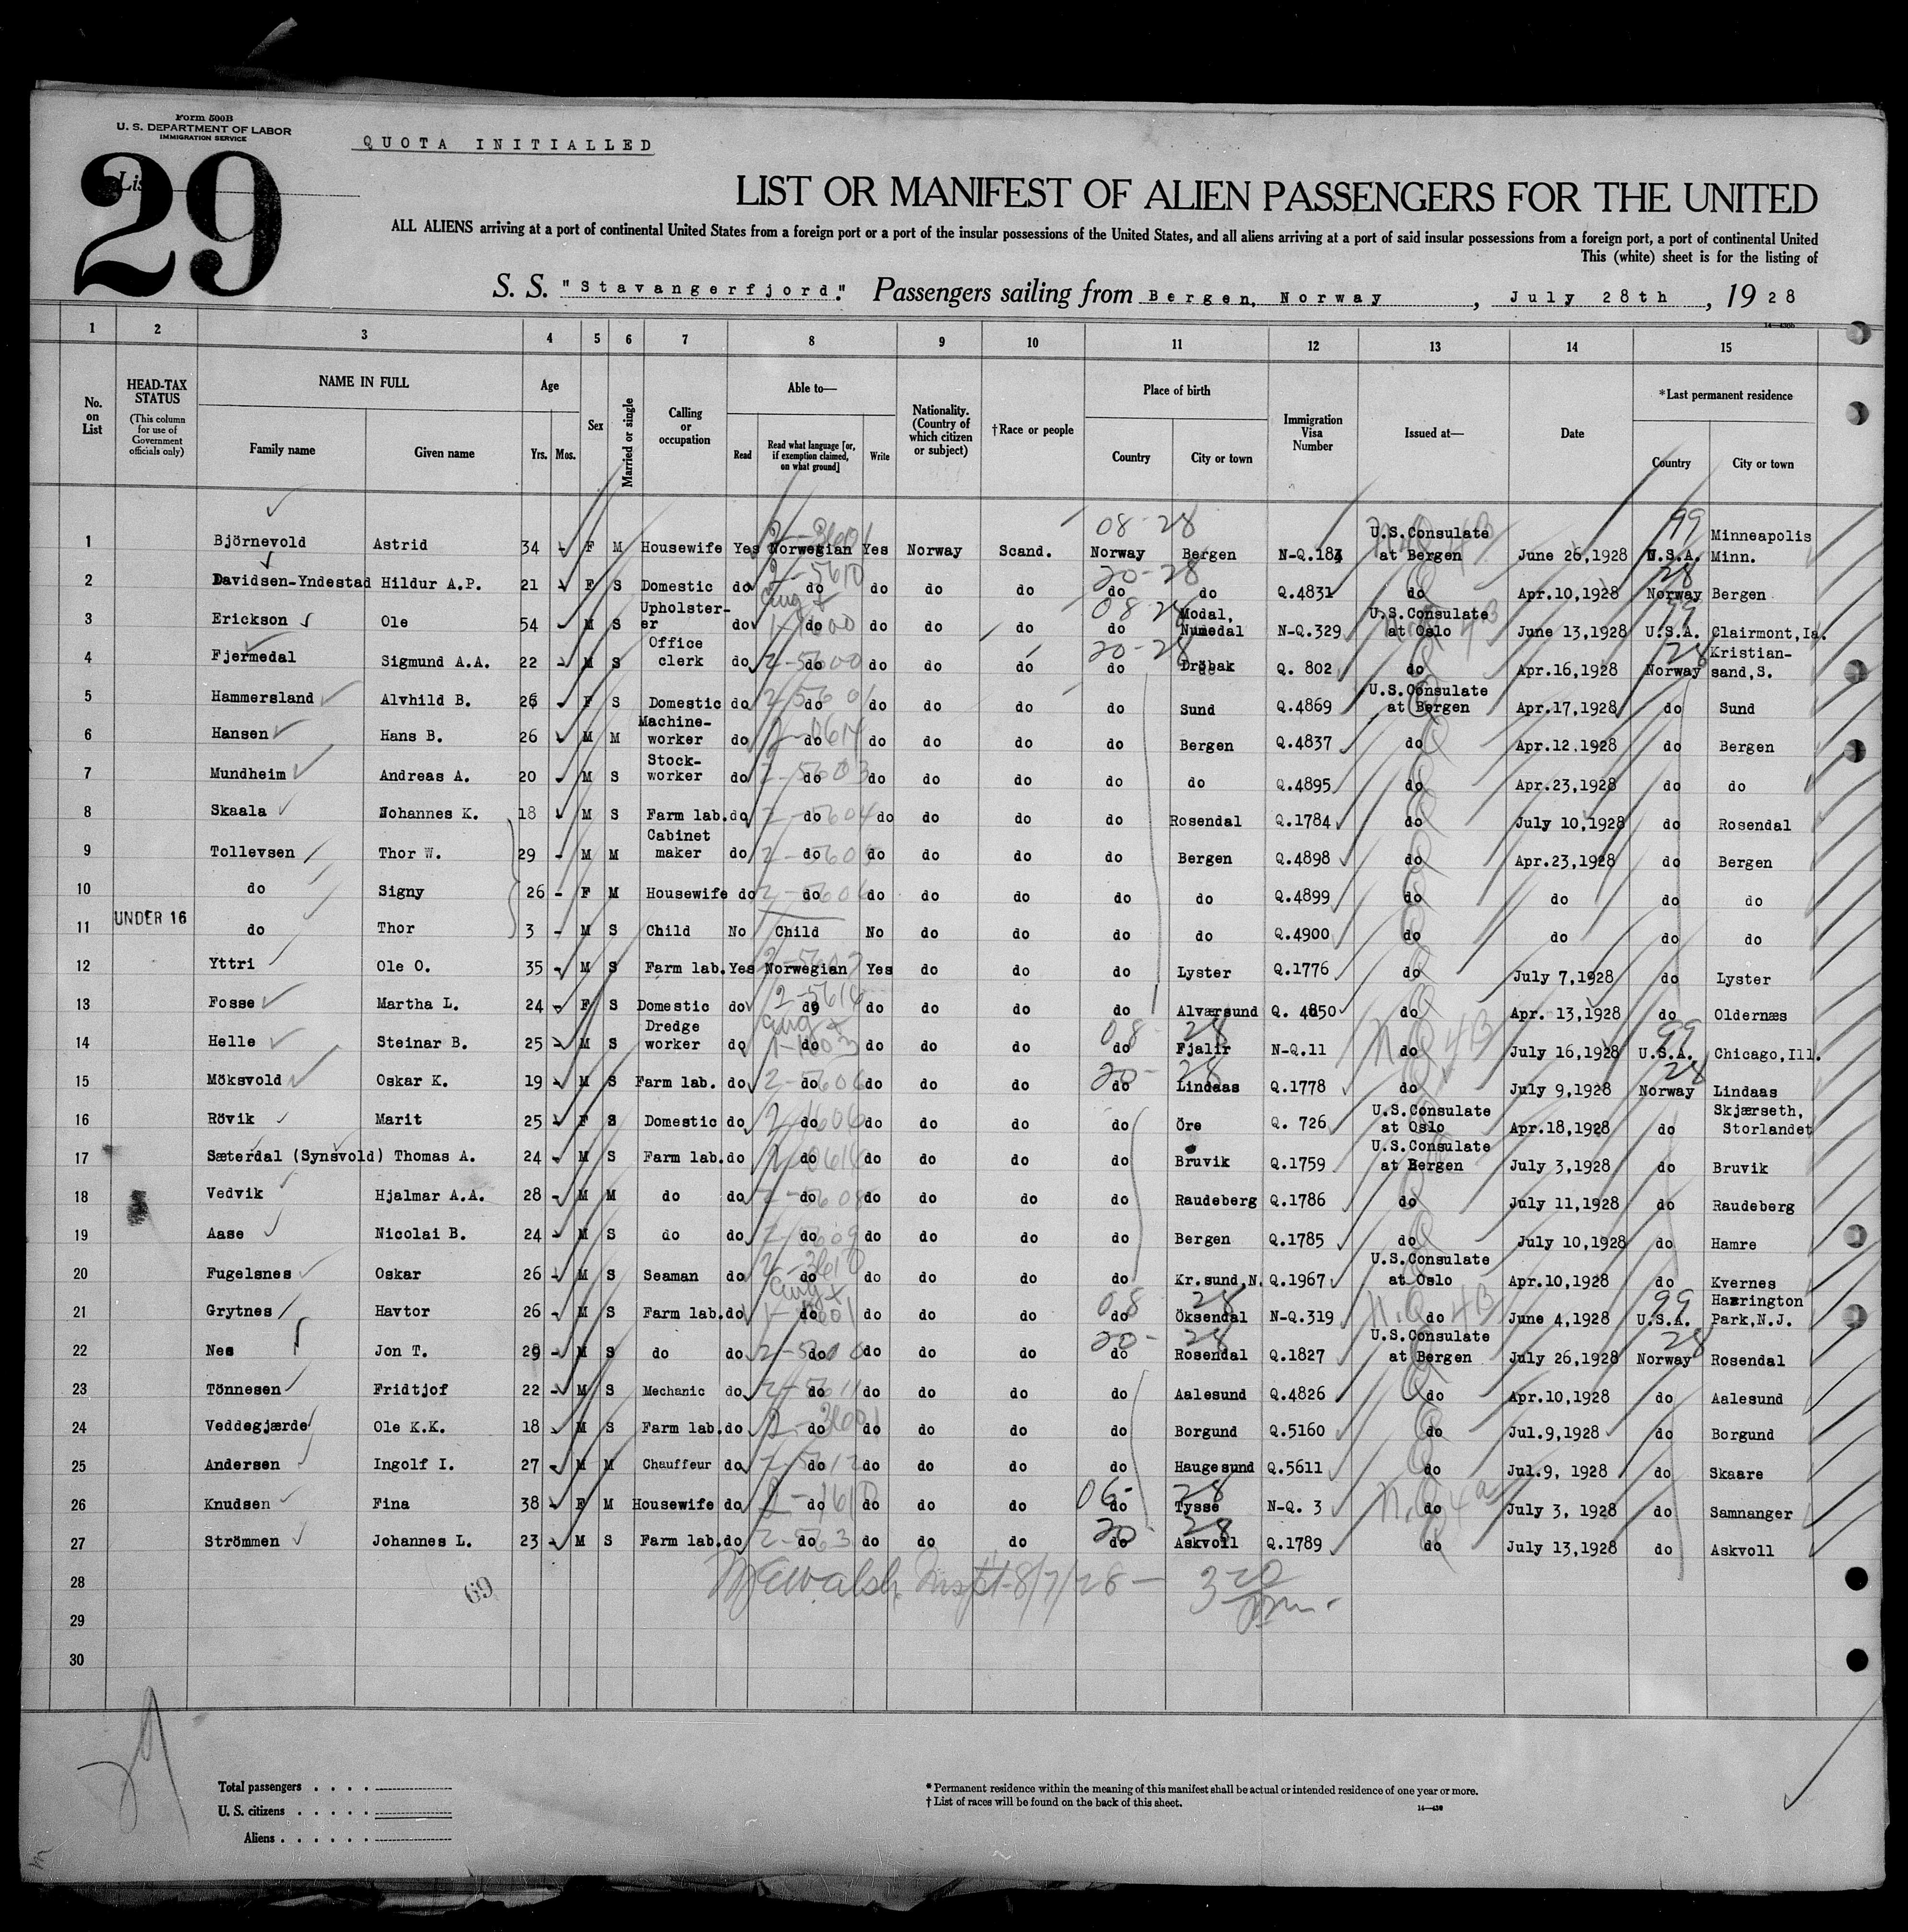 Form 500B
U. S. DEPARTMENT OF LABOR
IMMIGRATION SERVICE
QUOTA INITIALLED
29
LIST OR MANIFEST OF ALIEN PASSENGERS FOR THE UNITED
ALL ALIENS arriving at a port of continental United States from a foreign port or a port of the insular possessions of the United States, and all aliens arriving at a port of said insular possessions from a foreign port, a port of continental United
This (white) sheet is for the listing of
S. S. "Stavangerfjord." Passengers sailing from Bergen, Norway, July 28th, 1928
1 2 3 4 5 6 7 8 9 10 11 12 13 14 15
No. on List
HEAD-TAX STATUS (This column for use of Government officials only)
NAME IN FULL Family name Given name
Age Yrs. Mos.
Sex
Married or single
Calling or occupation
Able to— Read Read what language [or, if exemption claimed, on what ground] Write
Nationality. (Country of which citizen or subject)
†Race or people
Place of birth Country City or town
Immigration Visa Number
Issued at—
Date
*Last permanent residence Country City or town
1 Björnevold Astrid 34 - F M Housewife Yes Norwegian Yes Norway Scand. Norway Bergen N-Q.183 U.S.Consulate at Bergen June 26,1928 U.S.A. Minneapolis Minn.
2 Davidsen-Yndestad Hildur A.P. 21 - F S Domestic do do do do do do do Q.4831 do Apr.10,1928 Norway Bergen
3 Erickson Ole 54 - M S Upholsterer do do do do do do Modal, Numedal N-Q.329 U.S.Consulate at Oslo June 13,1928 U.S.A. Clairmont,Ia.
4 Fjermedal Sigmund A.A. 22 - M S Office clerk do do do do do do Dröbak Q. 802 do Apr.16,1928 Norway Kristian-sand,S.
5 Hammersland Alvhild B. 26 F S Domestic do do do do do do Sund Q.4869 U.S.Consulate at Bergen Apr.17,1928 do Sund
6 Hansen Hans B. 26 - M M Machine-worker do do do do do do Bergen Q.4837 do Apr.12,1928 do Bergen
7 Mundheim Andreas A. 20 - M S Stock-worker do do do do do do do Q.4895 do Apr.23,1928 do do
8 Skaala Nohannes K. 18 - M S Farm lab. do do do do do do Rosendal Q.1784 do July 10,1928 do Rosendal
9 Tollevsen Thor W. 29 - M M Cabinet maker do do do do do do Bergen Q.4898 do Apr.23,1928 do Bergen
10 do Signy 26 - F M Housewife do do do do do do do Q.4899 do do do do
11 UNDER 16 do Thor 3 - M S Child No Child No do do do do Q.4900 do do do do
12 Yttri Ole O. 35 - M S Farm lab. Yes Norwegian Yes do do do Lyster Q.1776 do July 7,1928 do Lyster
13 Fosse Martha L. 24 - F S Domestic do do do do do do Alværsund Q. 4850 do Apr. 13,1928 do Oldernæs
14 Helle Steinar B. 25 - M S Dredge worker do do do do do do Fjalir N-Q.11 do July 16,1928 U.S.A. Chicago,Ill.
15 Möksvold Oskar K. 19 - M S Farm lab. do do do do do do Lindaas Q.1778 do July 9,1928 Norway Lindaas
16 Rövik Marit 25 - F S Domestic do do do do do do Öre Q. 726 U.S.Consulate at Oslo Apr.18,1928 do Skjærseth, Storlandet
17 Sæterdal (Synsvold) Thomas A. 24 - M S Farm lab. do do do do do do Bruvik Q.1759 U.S.Consulate at Bergen July 3,1928 do Bruvik
18 Vedvik Hjalmar A.A. 28 - M M do do do do do do do Raudeberg Q.1786 do July 11,1928 do Raudeberg
19 Aase Nicolai B. 24 - M S do do do do do do do Bergen Q.1785 do July 10,1928 do Hamre
20 Fugelsnes Oskar 26 - M S Seaman do do do do do do Kr.sund,N. Q.1967 U.S.Consulate at Oslo Apr.10,1928 do Kvernes
21 Grytnes Havtor 26 - M S Farm lab. do do do do do do Öksendal N-Q.319 do June 4,1928 U.S.A. Harrington Park,N.J.
22 Nes Jon T. 29 - M S do do do do do do do Rosendal Q.1827 U.S.Consulate at Bergen July 26,1928 Norway Rosendal
23 Tönnesen Fridtjof 22 - M S Mechanic do do do do do do Aalesund Q.4826 do Apr.10,1928 do Aalesund
24 Veddegjærde Ole K.K. 18 M S Farm lab. do do do do do do Borgund Q.5160 do Jul.9,1928 do Borgund
25 Andersen Ingolf I. 27 - M M Chauffeur do do do do do do Haugesund Q.5611 do Jul.9, 1928 do Skaare
26 Knudsen Fina 38 - F M Housewife do do do do do do Tysse N-Q. 3 do July 3, 1928 do Samnanger
27 Strömmen Johannes L. 23 - M S Farm lab. do do do do do do Askvoll Q.1789 do July 13,1928 do Askvoll
28
29
30
69
8/7/28 — 3 20 pm.
29
Total passengers . . . .
U. S. citizens . . . . .
Aliens . . . . . .
* Permanent residence within the meaning of this manifest shall be actual or intended residence of one year or more.
† List of races will be found on the back of this sheet.
14—430